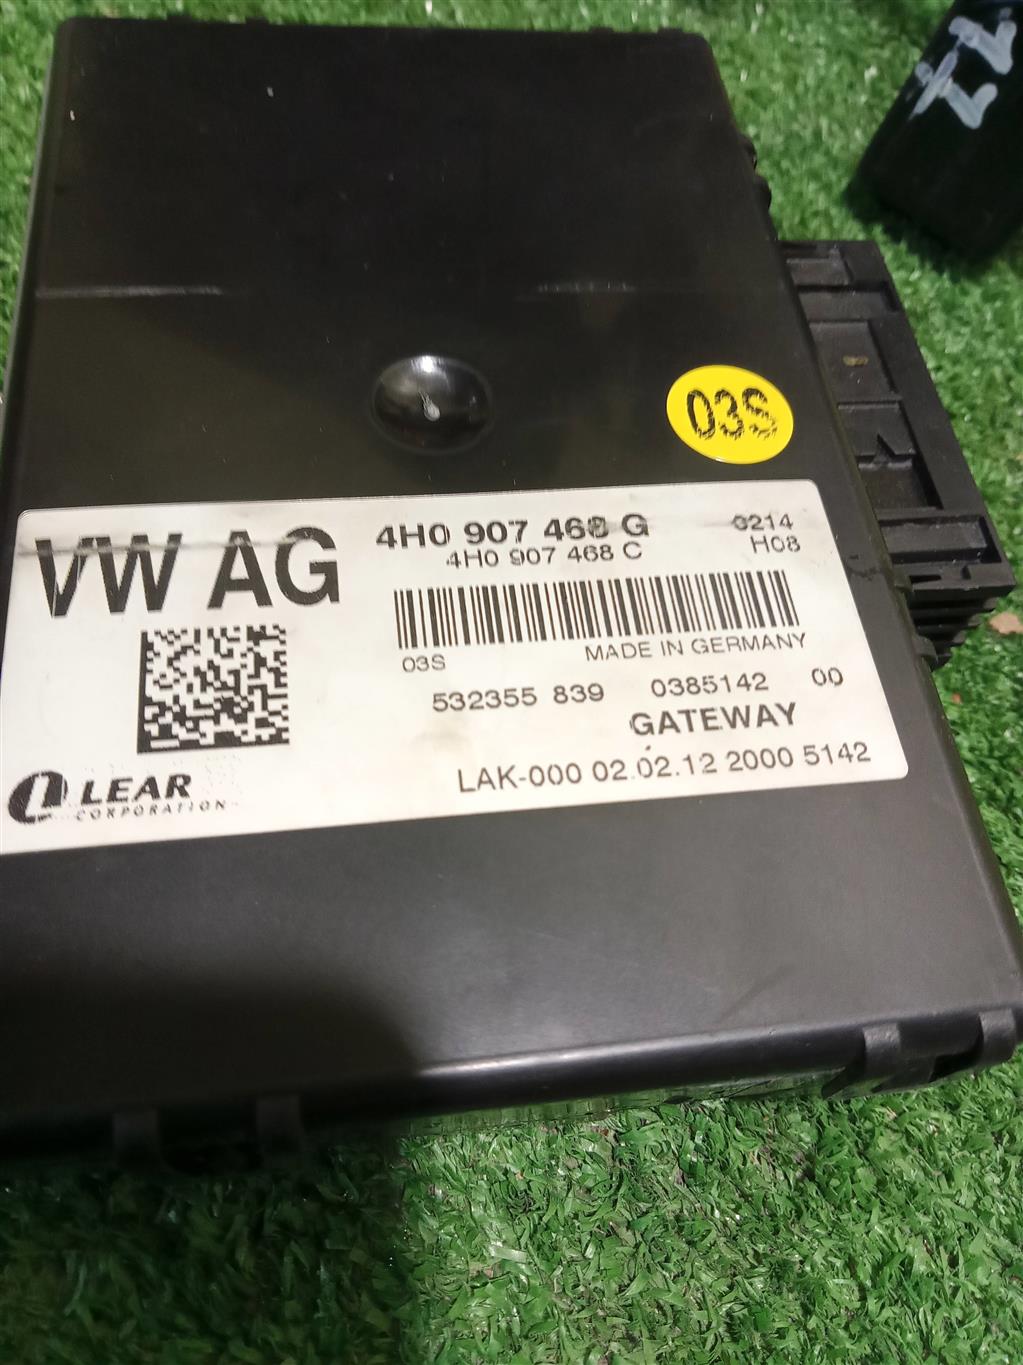 03S
VW AG
4H0 907 468 G
4H0 907 468 C
0214
H08
03S
MADE IN GERMANY
532355 839
0385142
00
GATEWAY
LAK-000 02.02.12 2000 5142
LEAR
CORPORATION